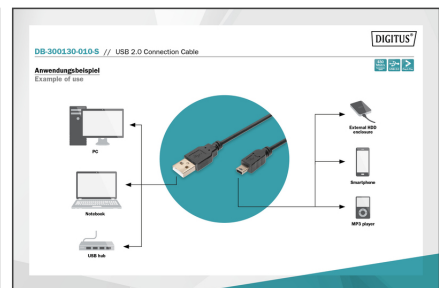 DIGITUS®
DB-300130-010-S // USB 2.0 Connection Cable
Anwendungsbeispiel
Example of use
PC
External HDD
enclosure
Notebook
Smartphone
USB hub
MP3 player